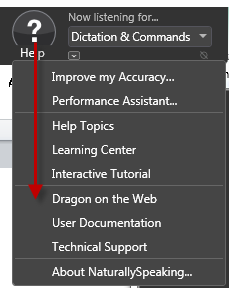 Now listening for...
?
Dictation & Commands
Help
Improve my Accuracy...
Performance Assistant...
Help Topics
Learning Center
Interactive Tutorial
Dragon on the Web
User Documentation
Technical Support
About NaturallySpeaking...